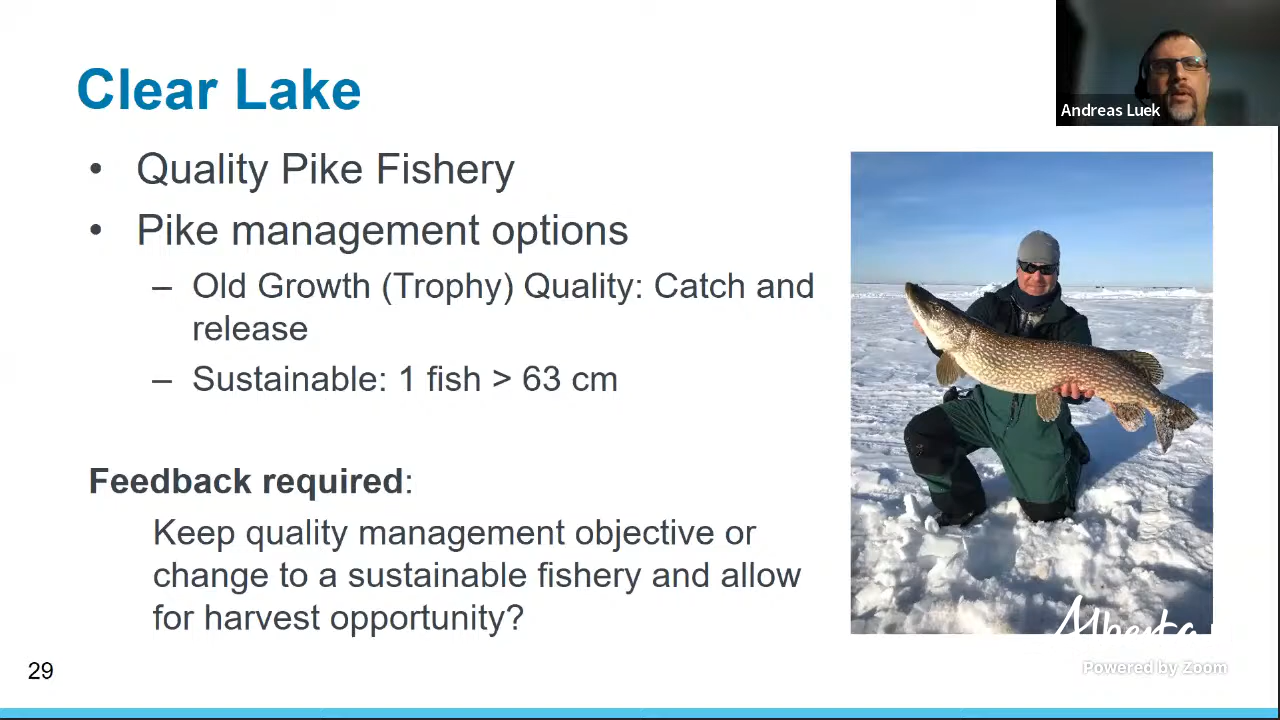 Clear Lake
Andreas Luek
• Quality Pike Fishery
• Pike management options
– Old Growth (Trophy) Quality: Catch and
release
– Sustainable: 1 fish > 63 cm
Feedback required:
Keep quality management objective or
change to a sustainable fishery and allow
for harvest opportunity?
Alberta
Powered by Zoom
29